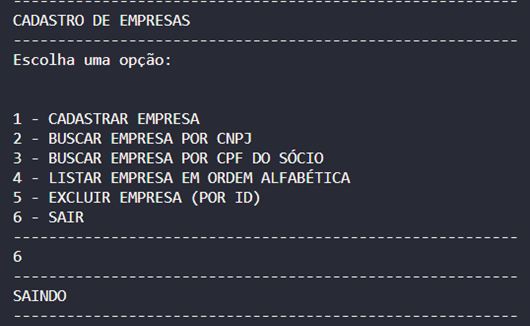 ----------------------------------------------------------
CADASTRO DE EMPRESAS
----------------------------------------------------------
Escolha uma opção:
1 - CADASTRAR EMPRESA
2 - BUSCAR EMPRESA POR CNPJ
3 - BUSCAR EMPRESA POR CPF DO SÓCIO
4 - LISTAR EMPRESA EM ORDEM ALFABÉTICA
5 - EXCLUIR EMPRESA (POR ID)
6 - SAIR
----------------------------------------------------------
6
----------------------------------------------------------
SAINDO
----------------------------------------------------------